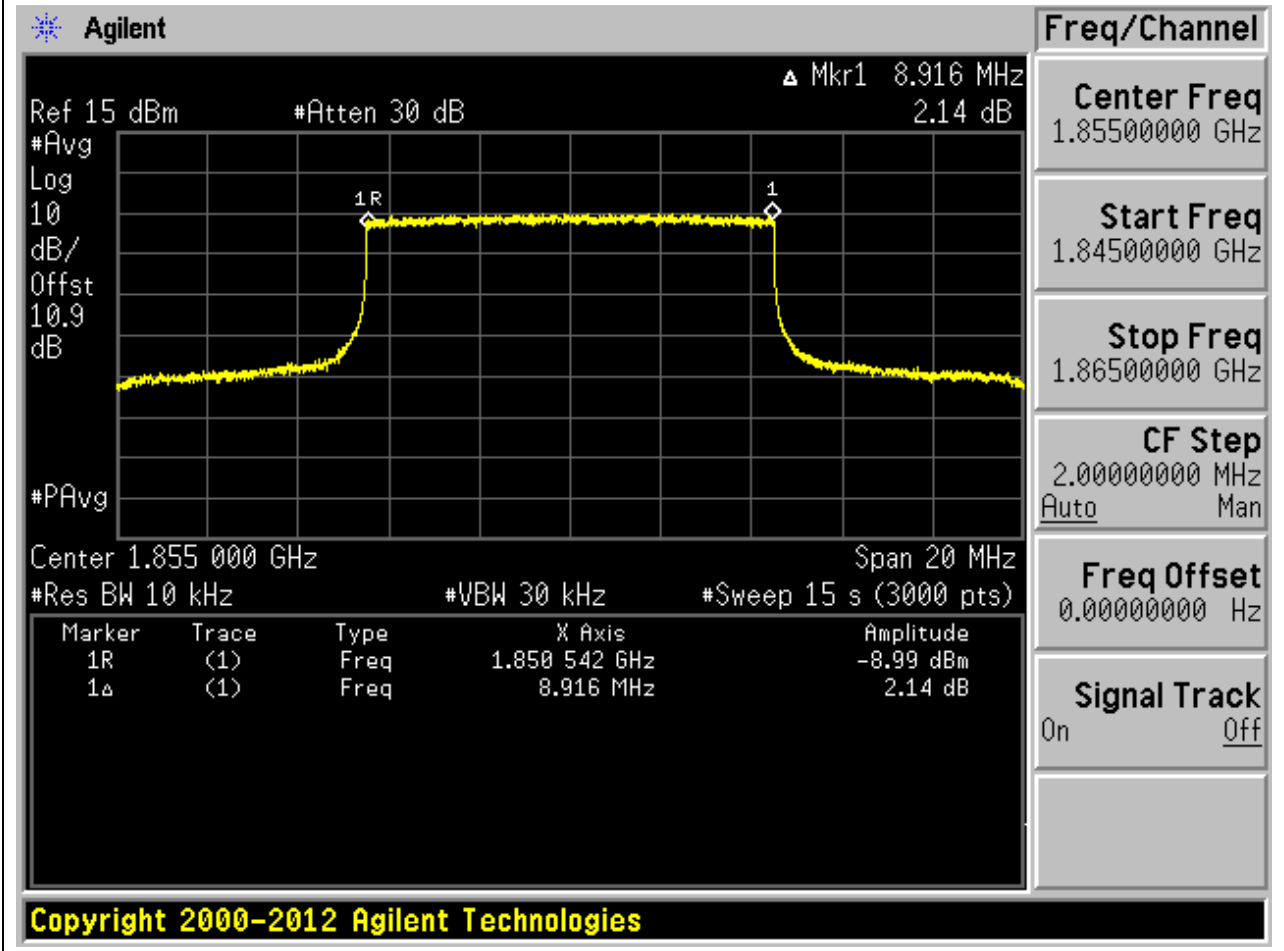 Agilent
Freq/Channel
▵ Mkr1 8.916 MHz
Ref 15 dBm #Atten 30 dB 2.14 dB
#Avg
Log
10
dB/
Offst
10.9
dB
#PAvg
1R
1
Center 1.855 000 GHz Span 20 MHz
#Res BW 10 kHz #VBW 30 kHz #Sweep 15 s (3000 pts)
Marker Trace Type X Axis Amplitude
1R (1) Freq 1.850 542 GHz -8.99 dBm
1▵ (1) Freq 8.916 MHz 2.14 dB
Center Freq
1.85500000 GHz
Start Freq
1.84500000 GHz
Stop Freq
1.86500000 GHz
CF Step
2.00000000 MHz
Auto Man
Freq Offset
0.00000000 Hz
Signal Track
On Off
Copyright 2000-2012 Agilent Technologies